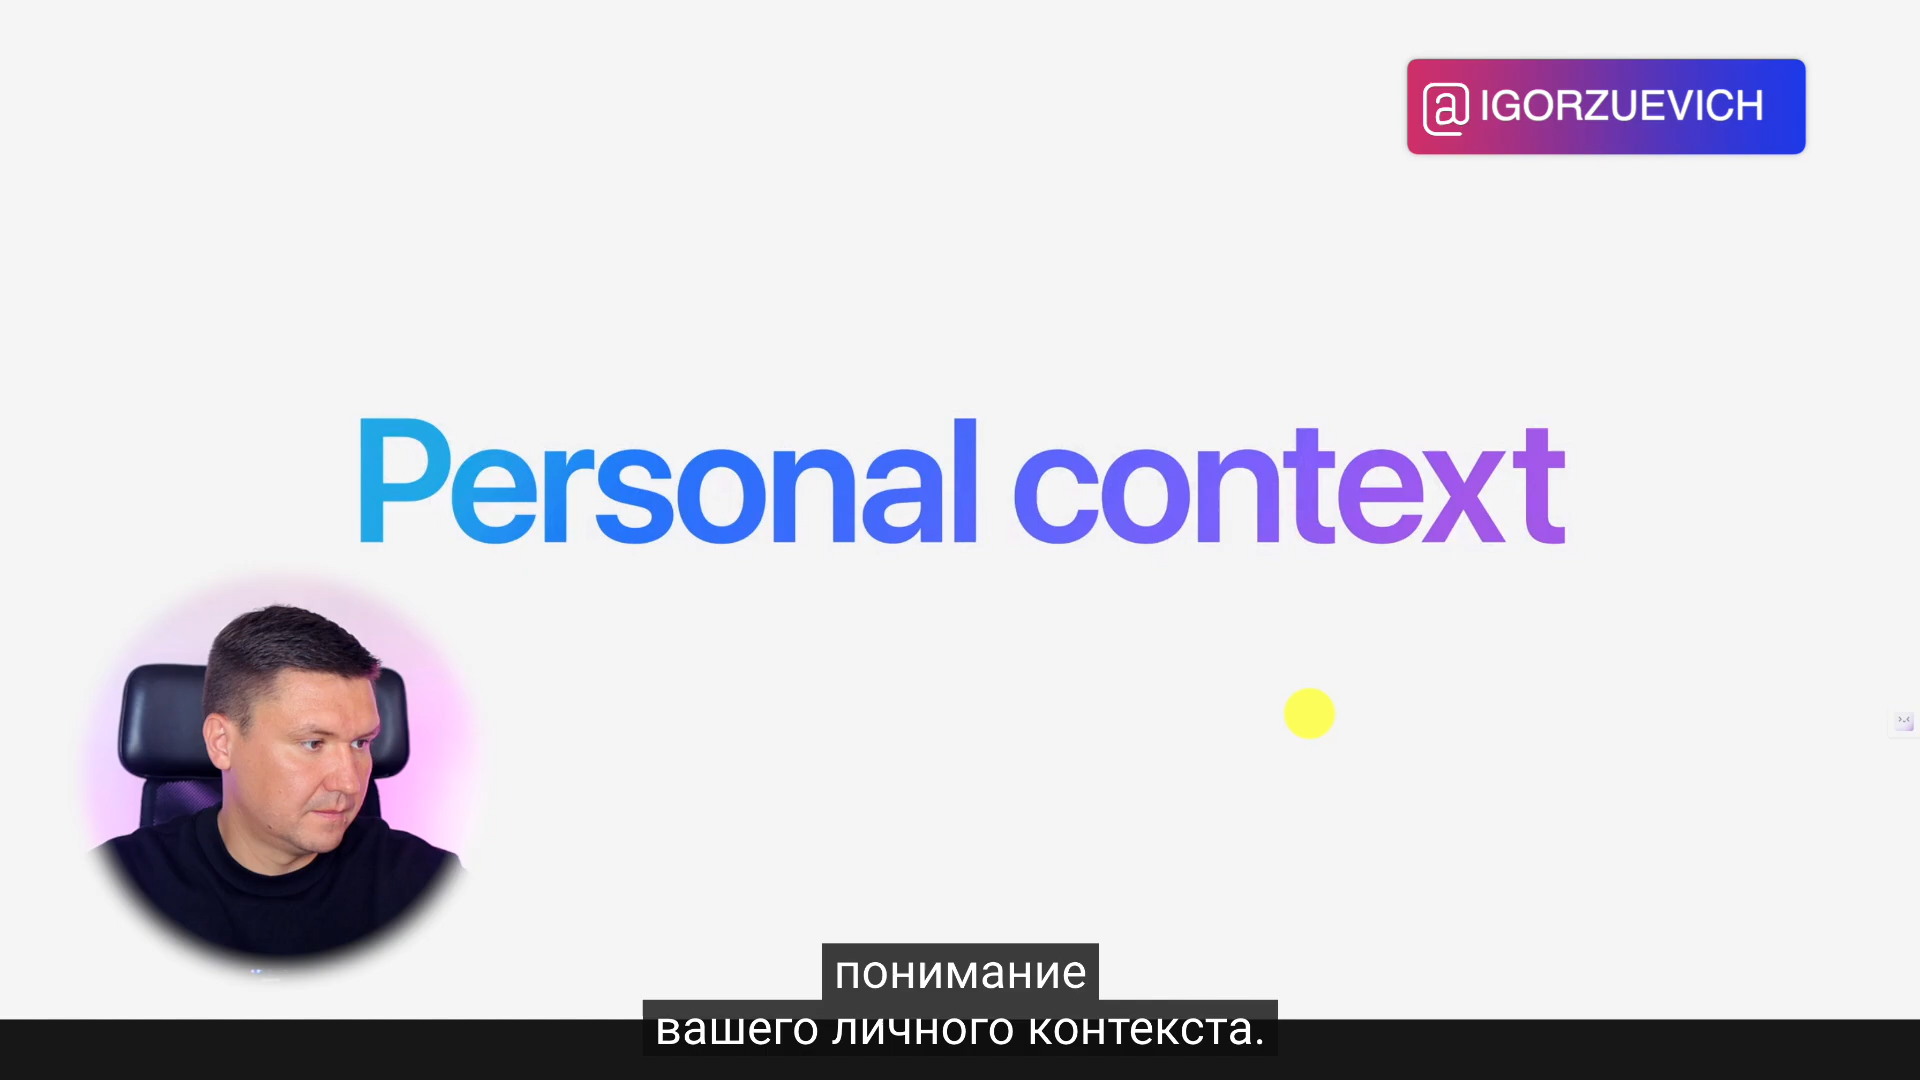 @IGORZUEVICH
Personal context
понимание
вашего личного контекста.